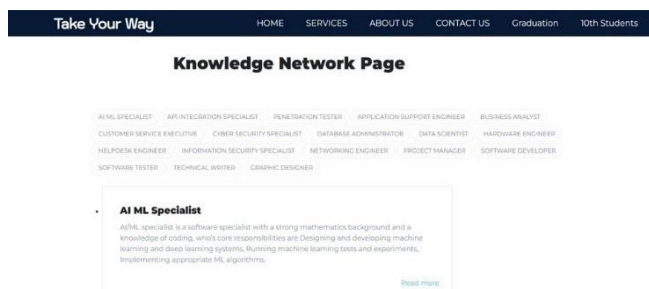 Take Your Way HOME SERVICES ABOUT US CONTACT US Graduation 10th Students
Knowledge Network Page
AI ML SPECIALIST API INTEGRATION SPECIALIST PENETRATION TESTER APPLICATION SUPPORT ENGINEER BUSINESS ANALYST
CUSTOMER SERVICE EXECUTIVE CYBER SECURITY SPECIALIST DATABASE ADMINISTRATOR DATA SCIENTIST HARDWARE ENGINEER
HELPDESK ENGINEER INFORMATION SECURITY SPECIALIST NETWORKING ENGINEER PROJECT MANAGER SOFTWARE DEVELOPER
SOFTWARE TESTER TECHNICAL WRITER GRAPHIC DESIGNER
AI ML Specialist
AI/ML specialist is a software specialist with a strong mathematics background and a
knowledge of coding, who's core responsibilities are Designing and developing machine
learning and deep learning systems, Running machine learning tests and experiments,
Implementing appropriate ML algorithms.
Read more